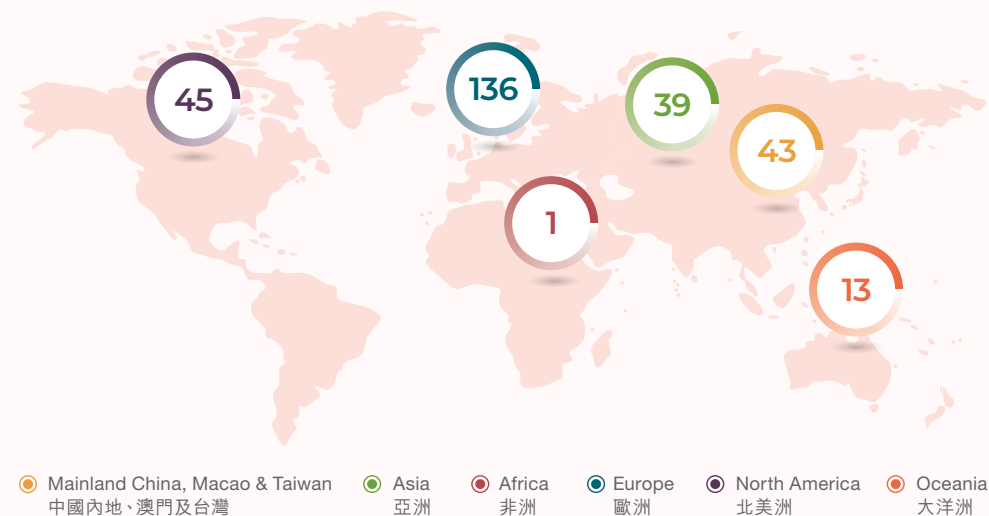 45
136
39
43
1
13
Mainland China, Macao & Taiwan
中國內地、澳門及台灣
Asia
亞洲
Africa
非洲
Europe
歐洲
North America
北美洲
Oceania
大洋洲